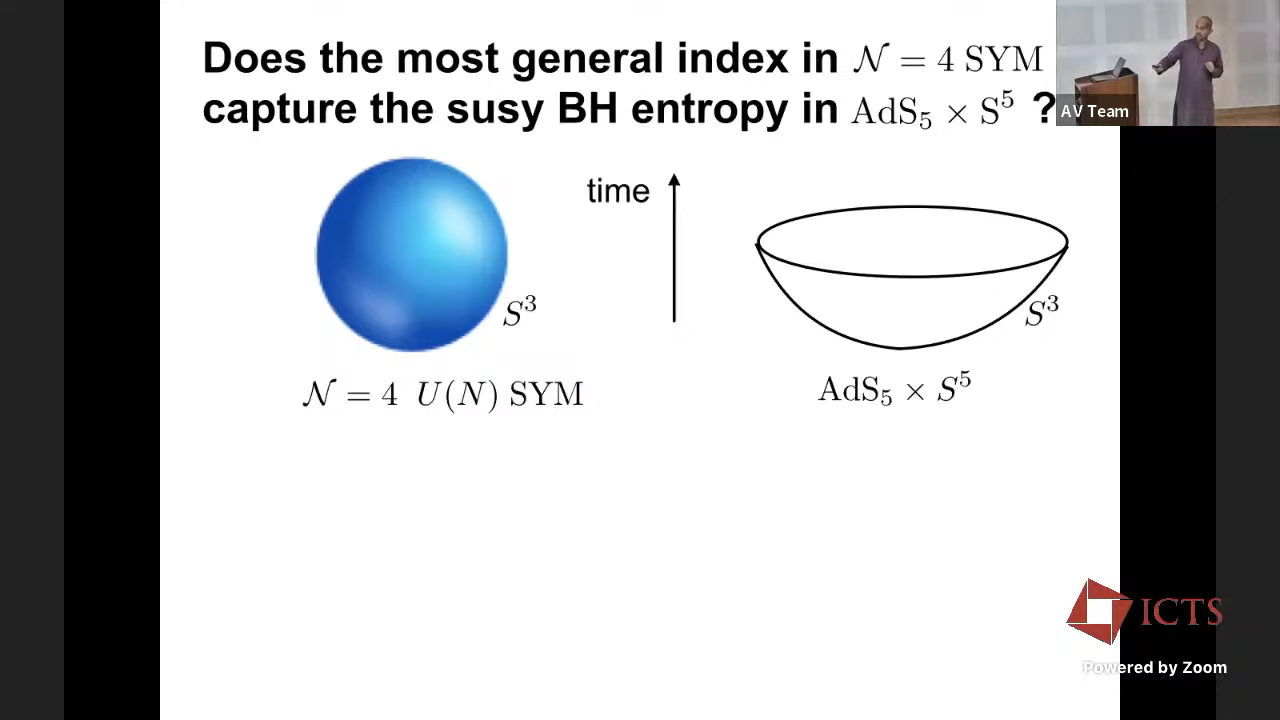 Does the most general index in 𝒩 = 4 SYM
capture the susy BH entropy in AdS₅ × S⁵ ?
AV Team
time
S³
S³
𝒩 = 4 U(N) SYM
AdS₅ × S⁵
ICTS
Powered by Zoom